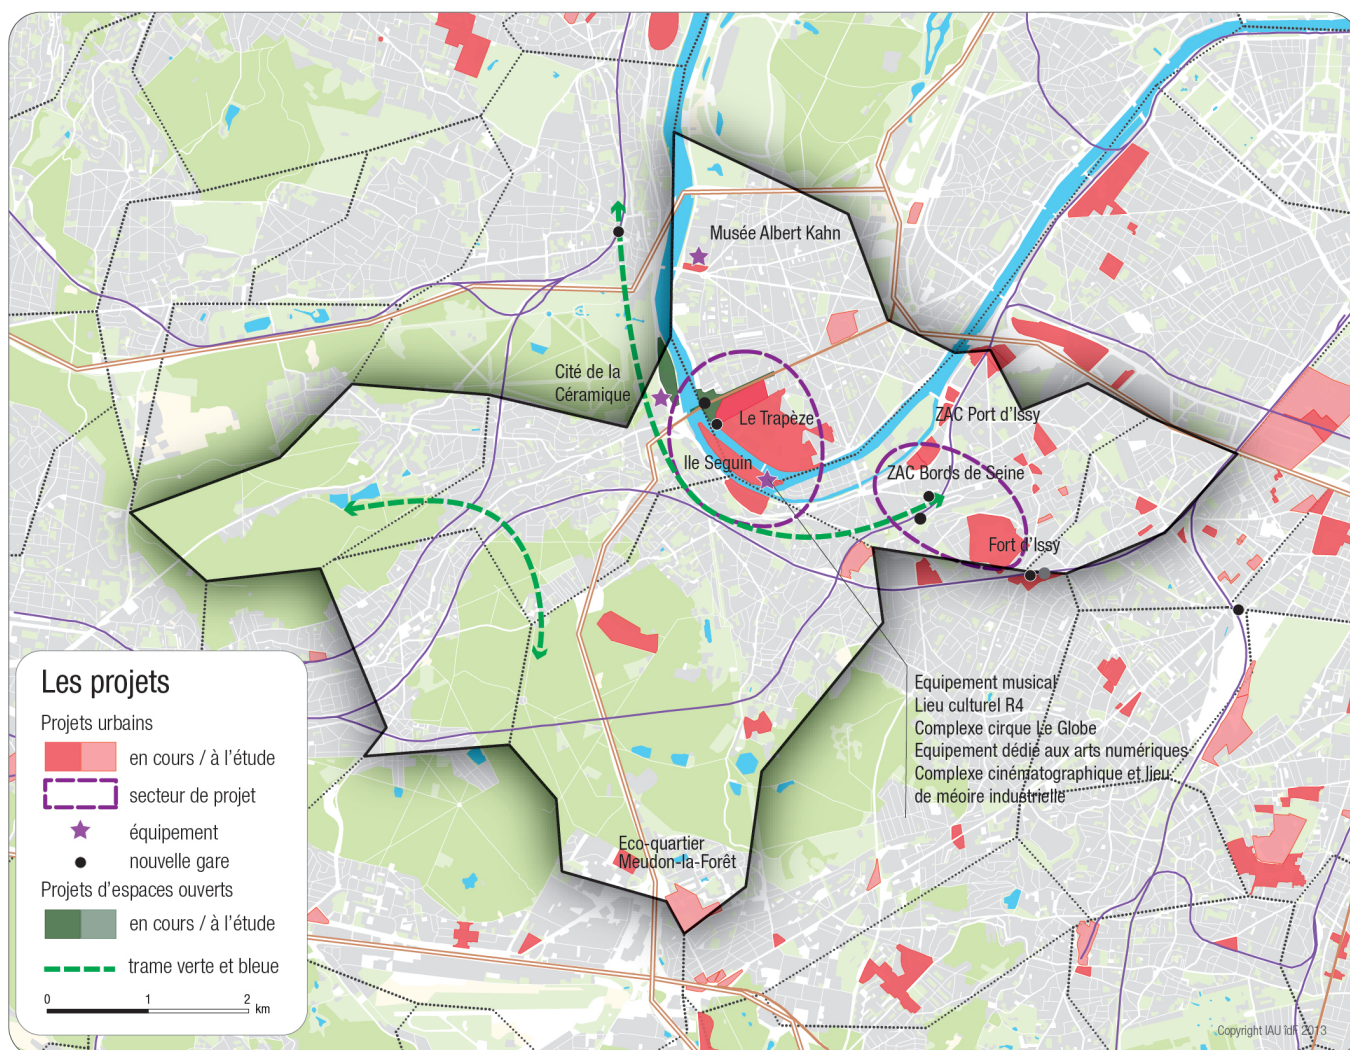 Musée Albert Kahn
Cité de la
Céramique
Le Trapèze
Ile Seguin
ZAC Port d'Issy
ZAC Bords de Seine
Fort d'Issy
Equipement musical
Lieu culturel R4
Complexe cirque Le Globe
Equipement dédié aux arts numériques
Complexe cinématographique et lieu
de méoire industrielle
Eco-quartier
Meudon-la-Forêt
Les projets
Projets urbains
en cours / à l'étude
secteur de projet
équipement
nouvelle gare
Projets d'espaces ouverts
en cours / à l'étude
trame verte et bleue
0 1 2
km
Copyright IAU îdF 2013